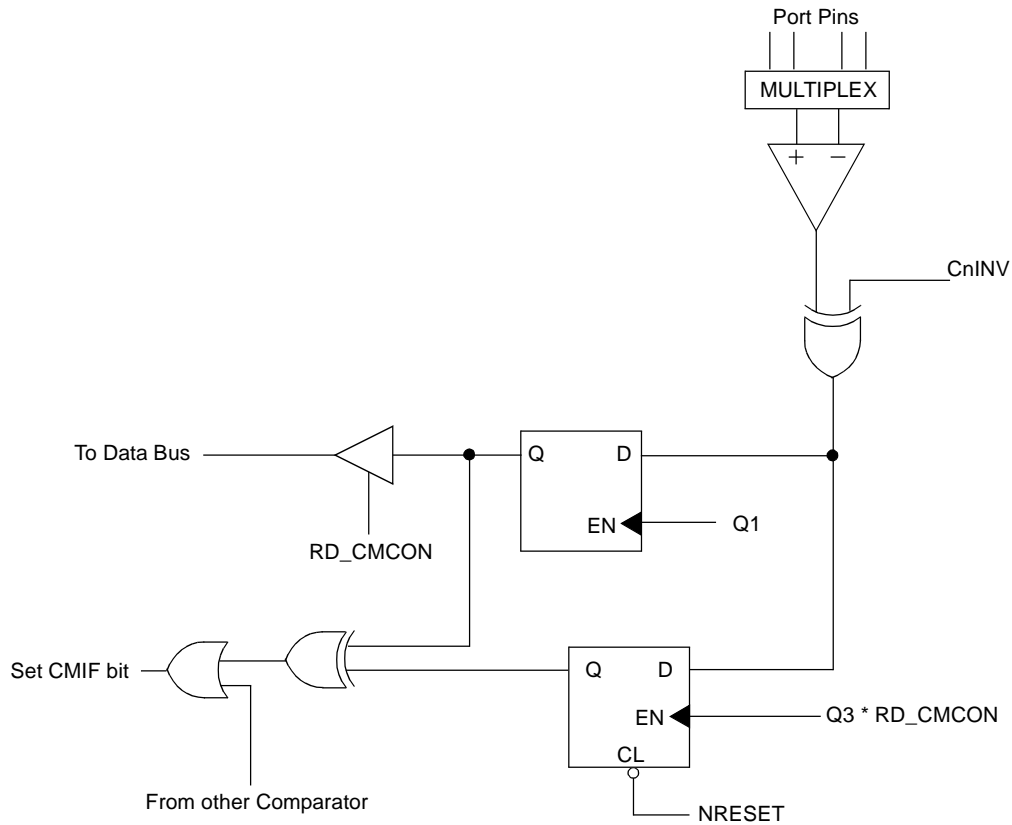 Port Pins
MULTIPLEX
+ −
CnINV
To Data Bus
Q D
EN
Q1
RD_CMCON
Set CMIF bit
Q D
EN
Q3 * RD_CMCON
CL
From other Comparator
NRESET